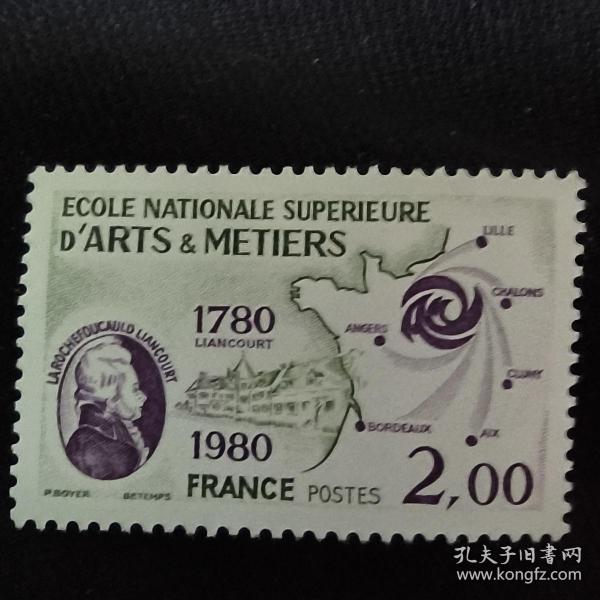 ECOLE NATIONALE SUPERIEURE
D'ARTS & METIERS
LILLE
CHALONS
ANGERS
CLUNY
BORDEAUX
AIX
1780
LIANCOURT
LAROCHEFOUCAULD LIANCOURT
1980
FRANCE POSTES 2,00
P.BOYER BETEMPS
孔夫子旧書网
www.kongfz.com